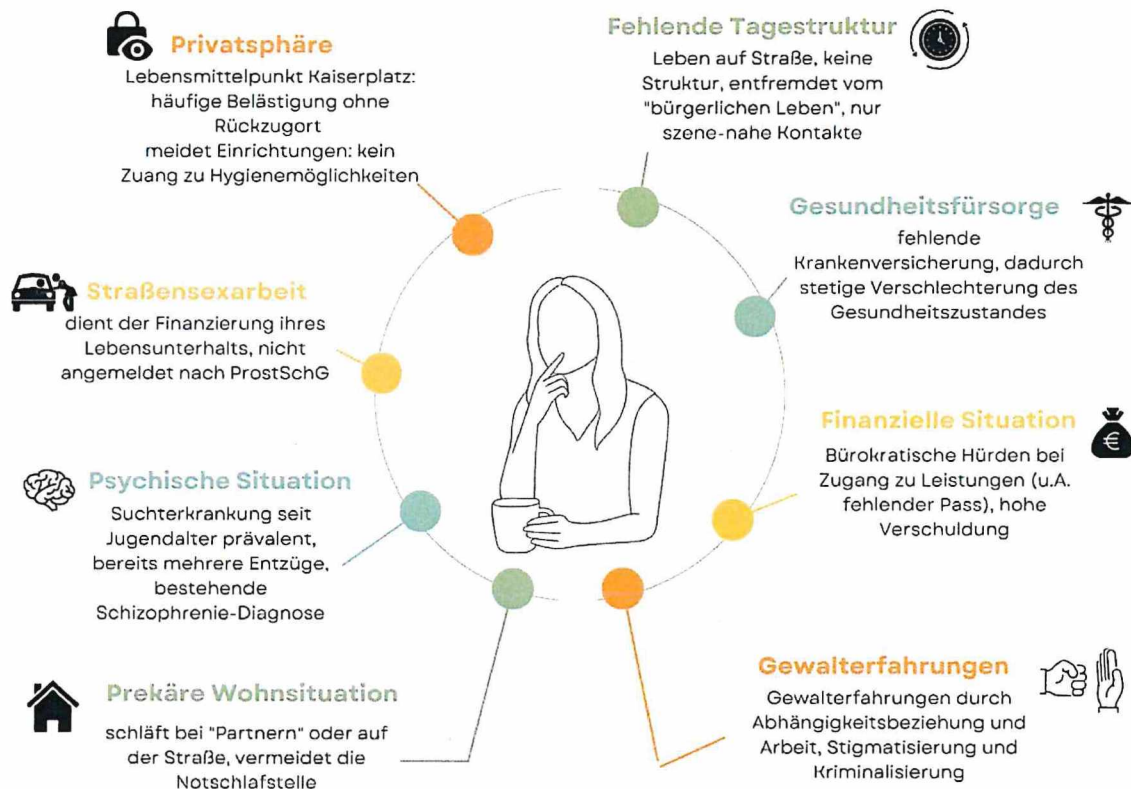 Privatsphäre
Lebensmittelpunkt Kaiserplatz:
häufige Belästigung ohne
Rückzugort
meidet Einrichtungen: kein
Zuang zu Hygienemöglichkeiten
Fehlende Tagestruktur
Leben auf Straße, keine
Struktur, entfremdet vom
"bürgerlichen Leben", nur
szene-nahe Kontakte
Gesundheitsfürsorge
fehlende
Krankenversicherung, dadurch
stetige Verschlechterung des
Gesundheitszustandes
Straßensexarbeit
dient der Finanzierung ihres
Lebensunterhalts, nicht
angemeldet nach ProstSchG
Finanzielle Situation
Bürokratische Hürden bei
Zugang zu Leistungen (u.A.
fehlender Pass), hohe
Verschuldung
€
Psychische Situation
Suchterkrankung seit
Jugendalter prävalent,
bereits mehrere Entzüge,
bestehende
Schizophrenie-Diagnose
Gewalterfahrungen
Gewalterfahrungen durch
Abhängigkeitsbeziehung und
Arbeit, Stigmatisierung und
Kriminalisierung
Prekäre Wohnsituation
schläft bei "Partnern" oder auf
der Straße, vermeidet die
Notschlafstelle